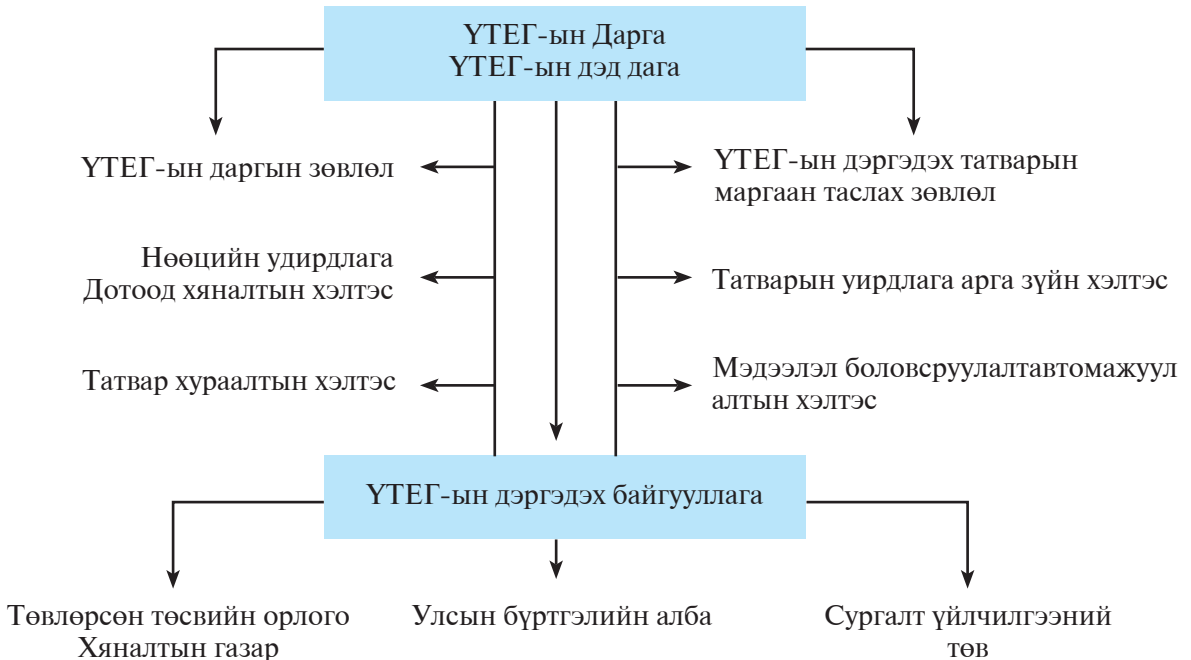 ҮТЕГ-ын Дарга
ҮТЕГ-ын дэд дага
ҮТЕГ-ын даргын зөвлөл
ҮТЕГ-ын дэргэдэх татварын
маргаан таслах зөвлөл
Нөөцийн удирдлага
Дотоод хяналтын хэлтэс
Татварын уирдлага арга зүйн хэлтэс
Татвар хураалтын хэлтэс
Мэдээлэл боловсруулалтавтомажуул
алтын хэлтэс
ҮТЕГ-ын дэргэдэх байгууллага
Төвлөрсөн төсвийн орлого
Хяналтын газар
Улсын бүртгэлийн алба
Сургалт үйлчилгээний
төв